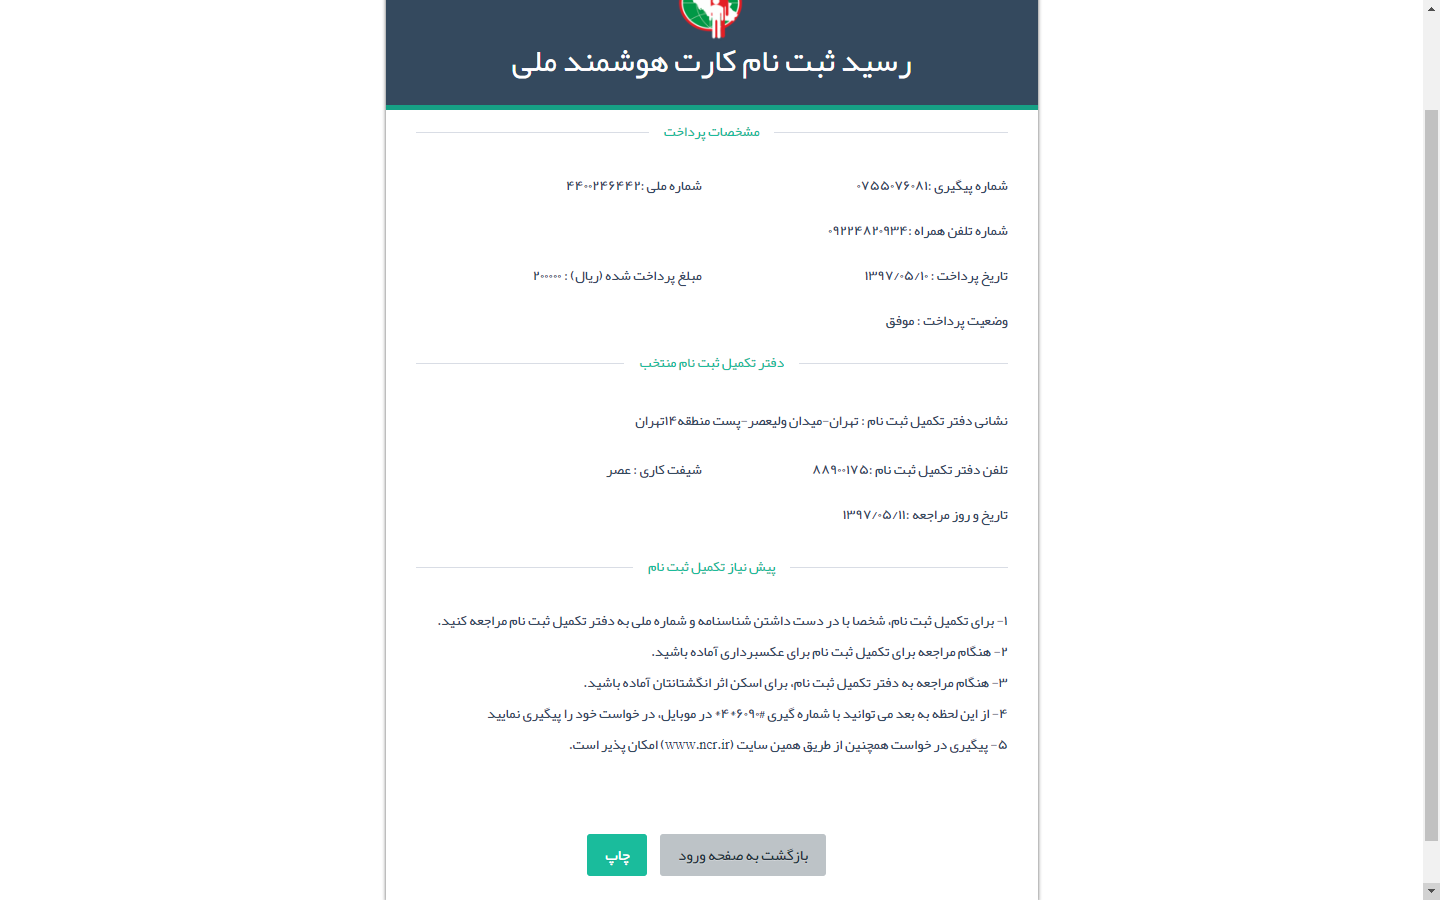 رسید ثبت نام کارت هوشمند ملی
مشخصات پرداخت
شماره پیگیری :۰۷۵۵۰۷۶۰۸۱
شماره ملی :۴۴۰۰۲۴۶۴۴۲
شماره تلفن همراه :۰۹۲۲۴۸۲۰۹۳۴
تاریخ پرداخت : ۱۳۹۷/۰۵/۱۰
مبلغ پرداخت شده (ریال) : ۲۰۰۰۰۰
وضعیت پرداخت : موفق
دفتر تکمیل ثبت نام منتخب
نشانی دفتر تکمیل ثبت نام : تهران-میدان ولیعصر-پست منطقه۱۴تهران
تلفن دفتر تکمیل ثبت نام :۸۸۹۰۰۱۷۵
شیفت کاری : عصر
تاریخ و روز مراجعه :۱۳۹۷/۰۵/۱۱
پیش نیاز تکمیل ثبت نام
۱- برای تکمیل ثبت نام، شخصا با در دست داشتن شناسنامه و شماره ملی به دفتر تکمیل ثبت نام مراجعه کنید.
۲- هنگام مراجعه برای تکمیل ثبت نام برای عکسبرداری آماده باشید.
۳- هنگام مراجعه به دفتر تکمیل ثبت نام، برای اسکن اثر انگشتانتان آماده باشید.
۴- از این لحظه به بعد می توانید با شماره گیری #۶۰۹۰*۴* در موبایل، در خواست خود را پیگیری نمایید
۵- پیگیری در خواست همچنین از طریق همین سایت (www.ncr.ir) امکان پذیر است.
بازگشت به صفحه ورود
چاپ